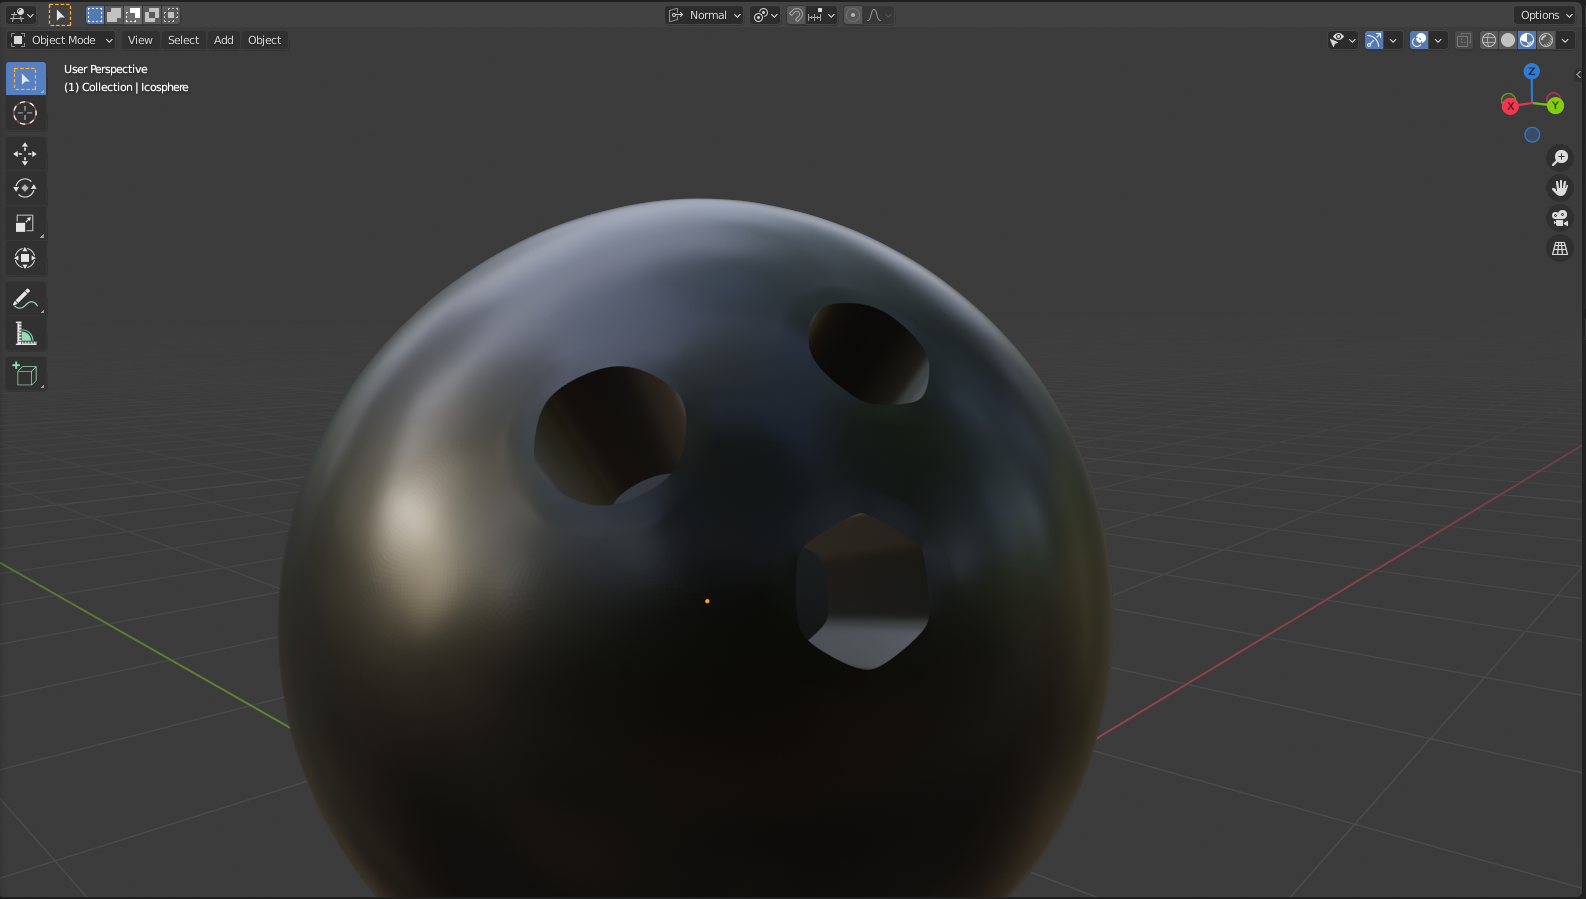 Normal
Options
Object Mode
View
Select
Add
Object
User Perspective
(1) Collection | Icosphere
Z
X
Y